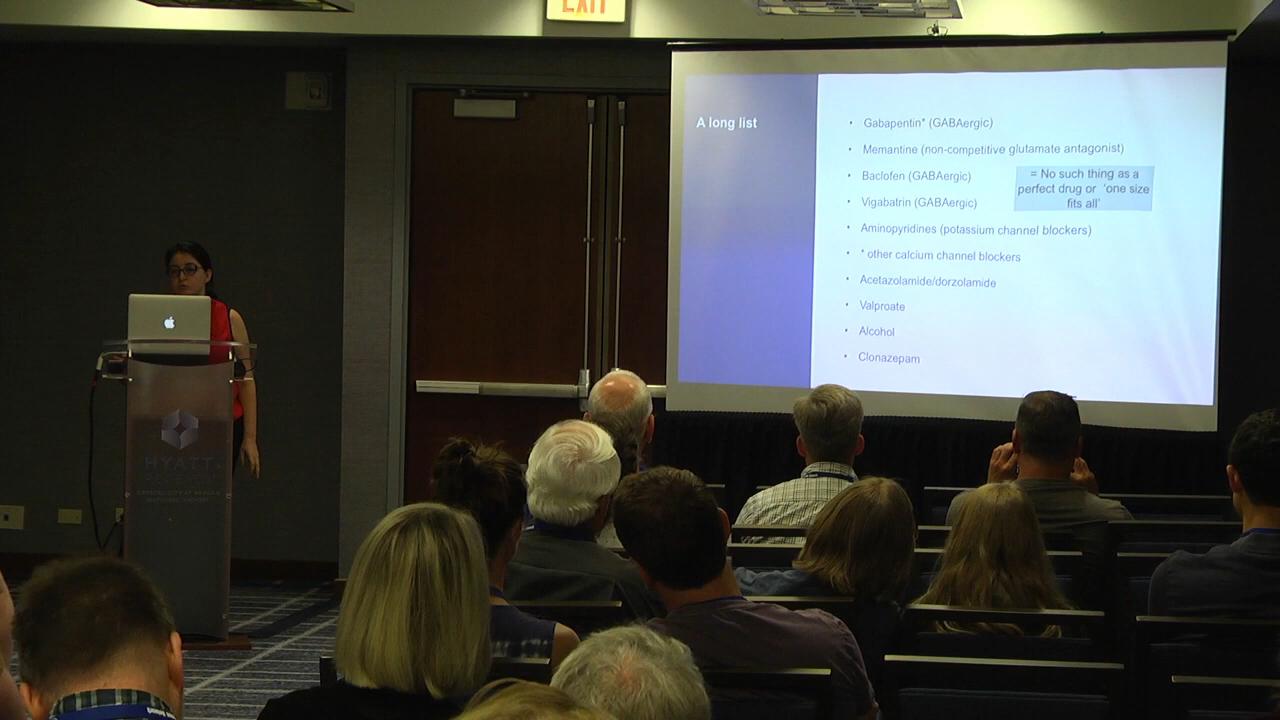 EXIT
A long list
• Gabapentin* (GABAergic)
• Memantine (non-competitive glutamate antagonist)
• Baclofen (GABAergic)
• Vigabatrin (GABAergic)
• Aminopyridines (potassium channel blockers)
• * other calcium channel blockers
• Acetazolamide/dorzolamide
• Valproate
• Alcohol
• Clonazepam
= No such thing as a
perfect drug or 'one size
fits all'
HYATT